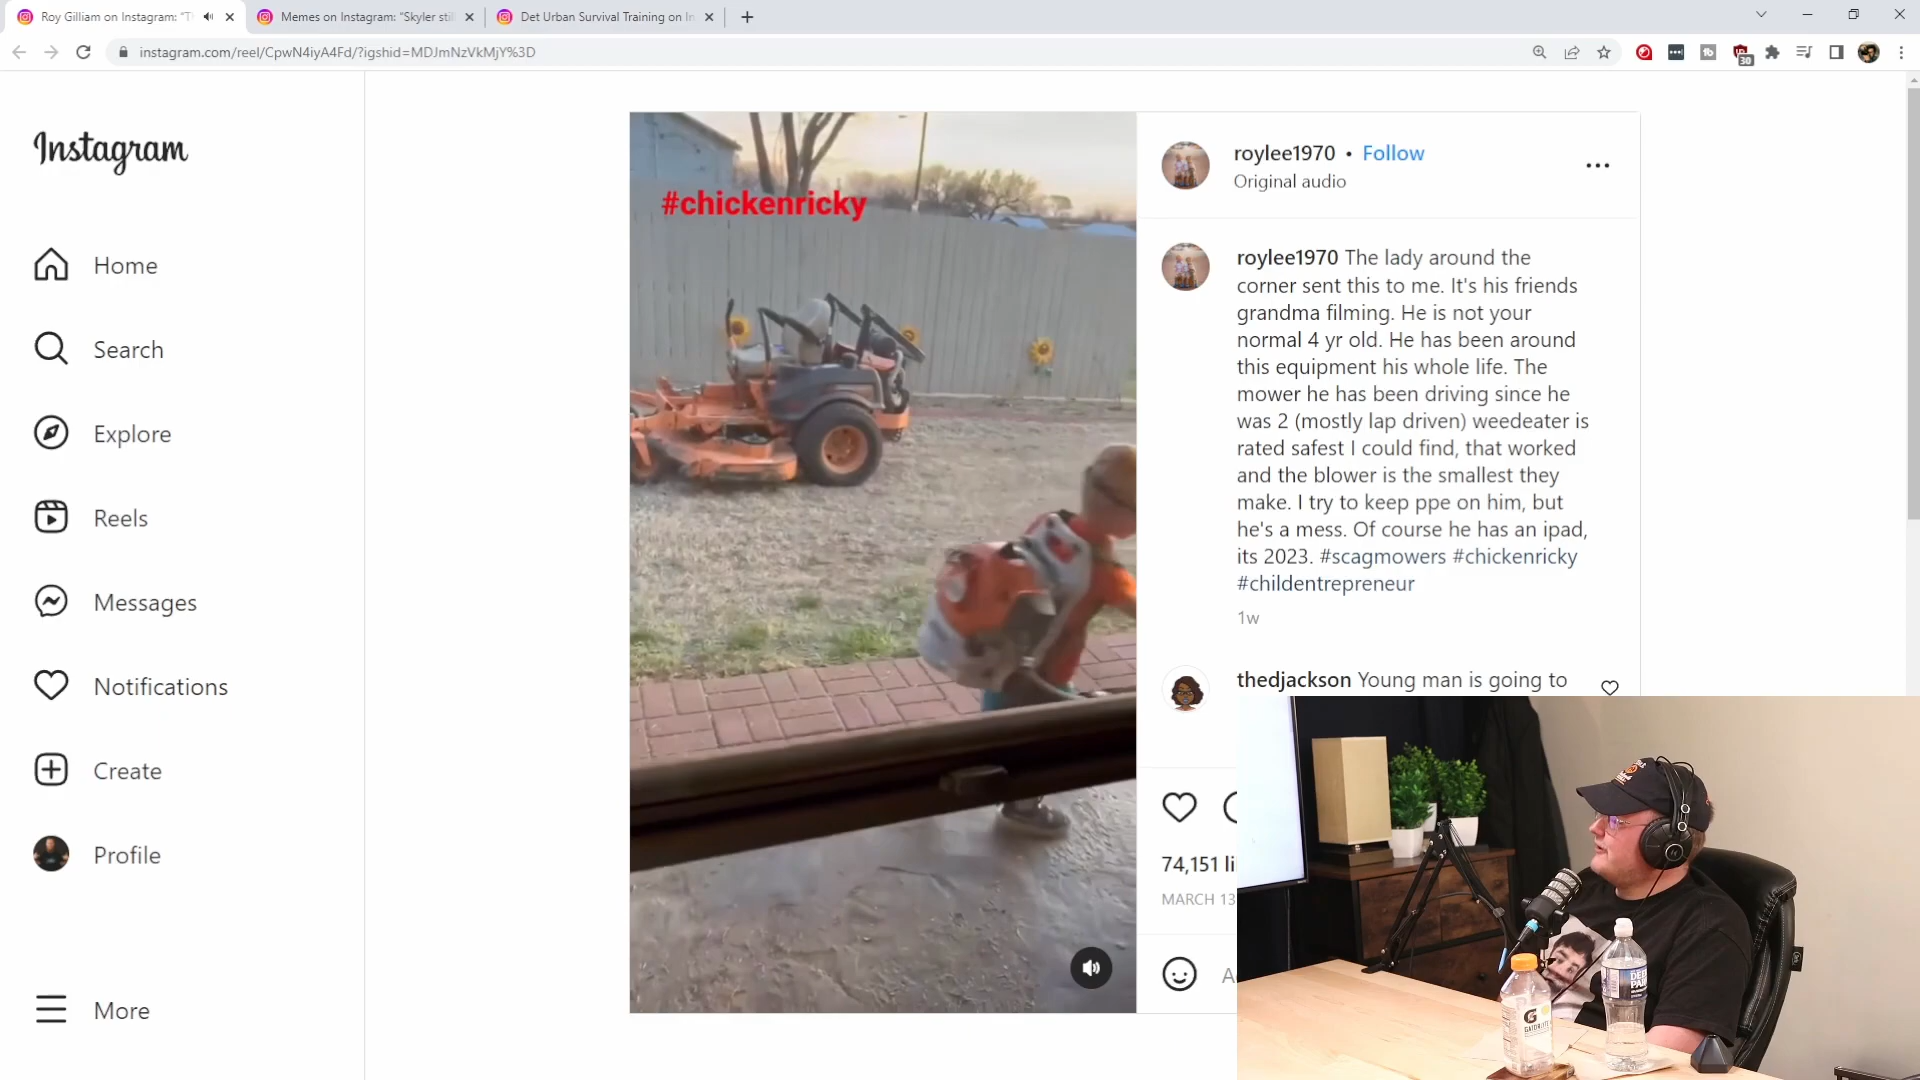 Roy Gilliam on Instagram: "T
Memes on Instagram: "Skyler stil
Det Urban Survival Training on In
instagram.com/reel/CpwN4iyA4Fd/?igshid=MDJmNzVkMjY%3D
30
Instagram
Home
Search
Explore
Reels
Messages
Notifications
Create
Profile
More
#chickenricky
roylee1970 • Follow
Original audio
roylee1970 The lady around the
corner sent this to me. It's his friends
grandma filming. He is not your
normal 4 yr old. He has been around
this equipment his whole life. The
mower he has been driving since he
was 2 (mostly lap driven) weedeater is
rated safest I could find, that worked
and the blower is the smallest they
make. I try to keep ppe on him, but
he's a mess. Of course he has an ipad,
its 2023. #scagmowers #chickenricky
#childentrepreneur
1w
thedjackson Young man is going to
74,151 li
MARCH 13
A
G